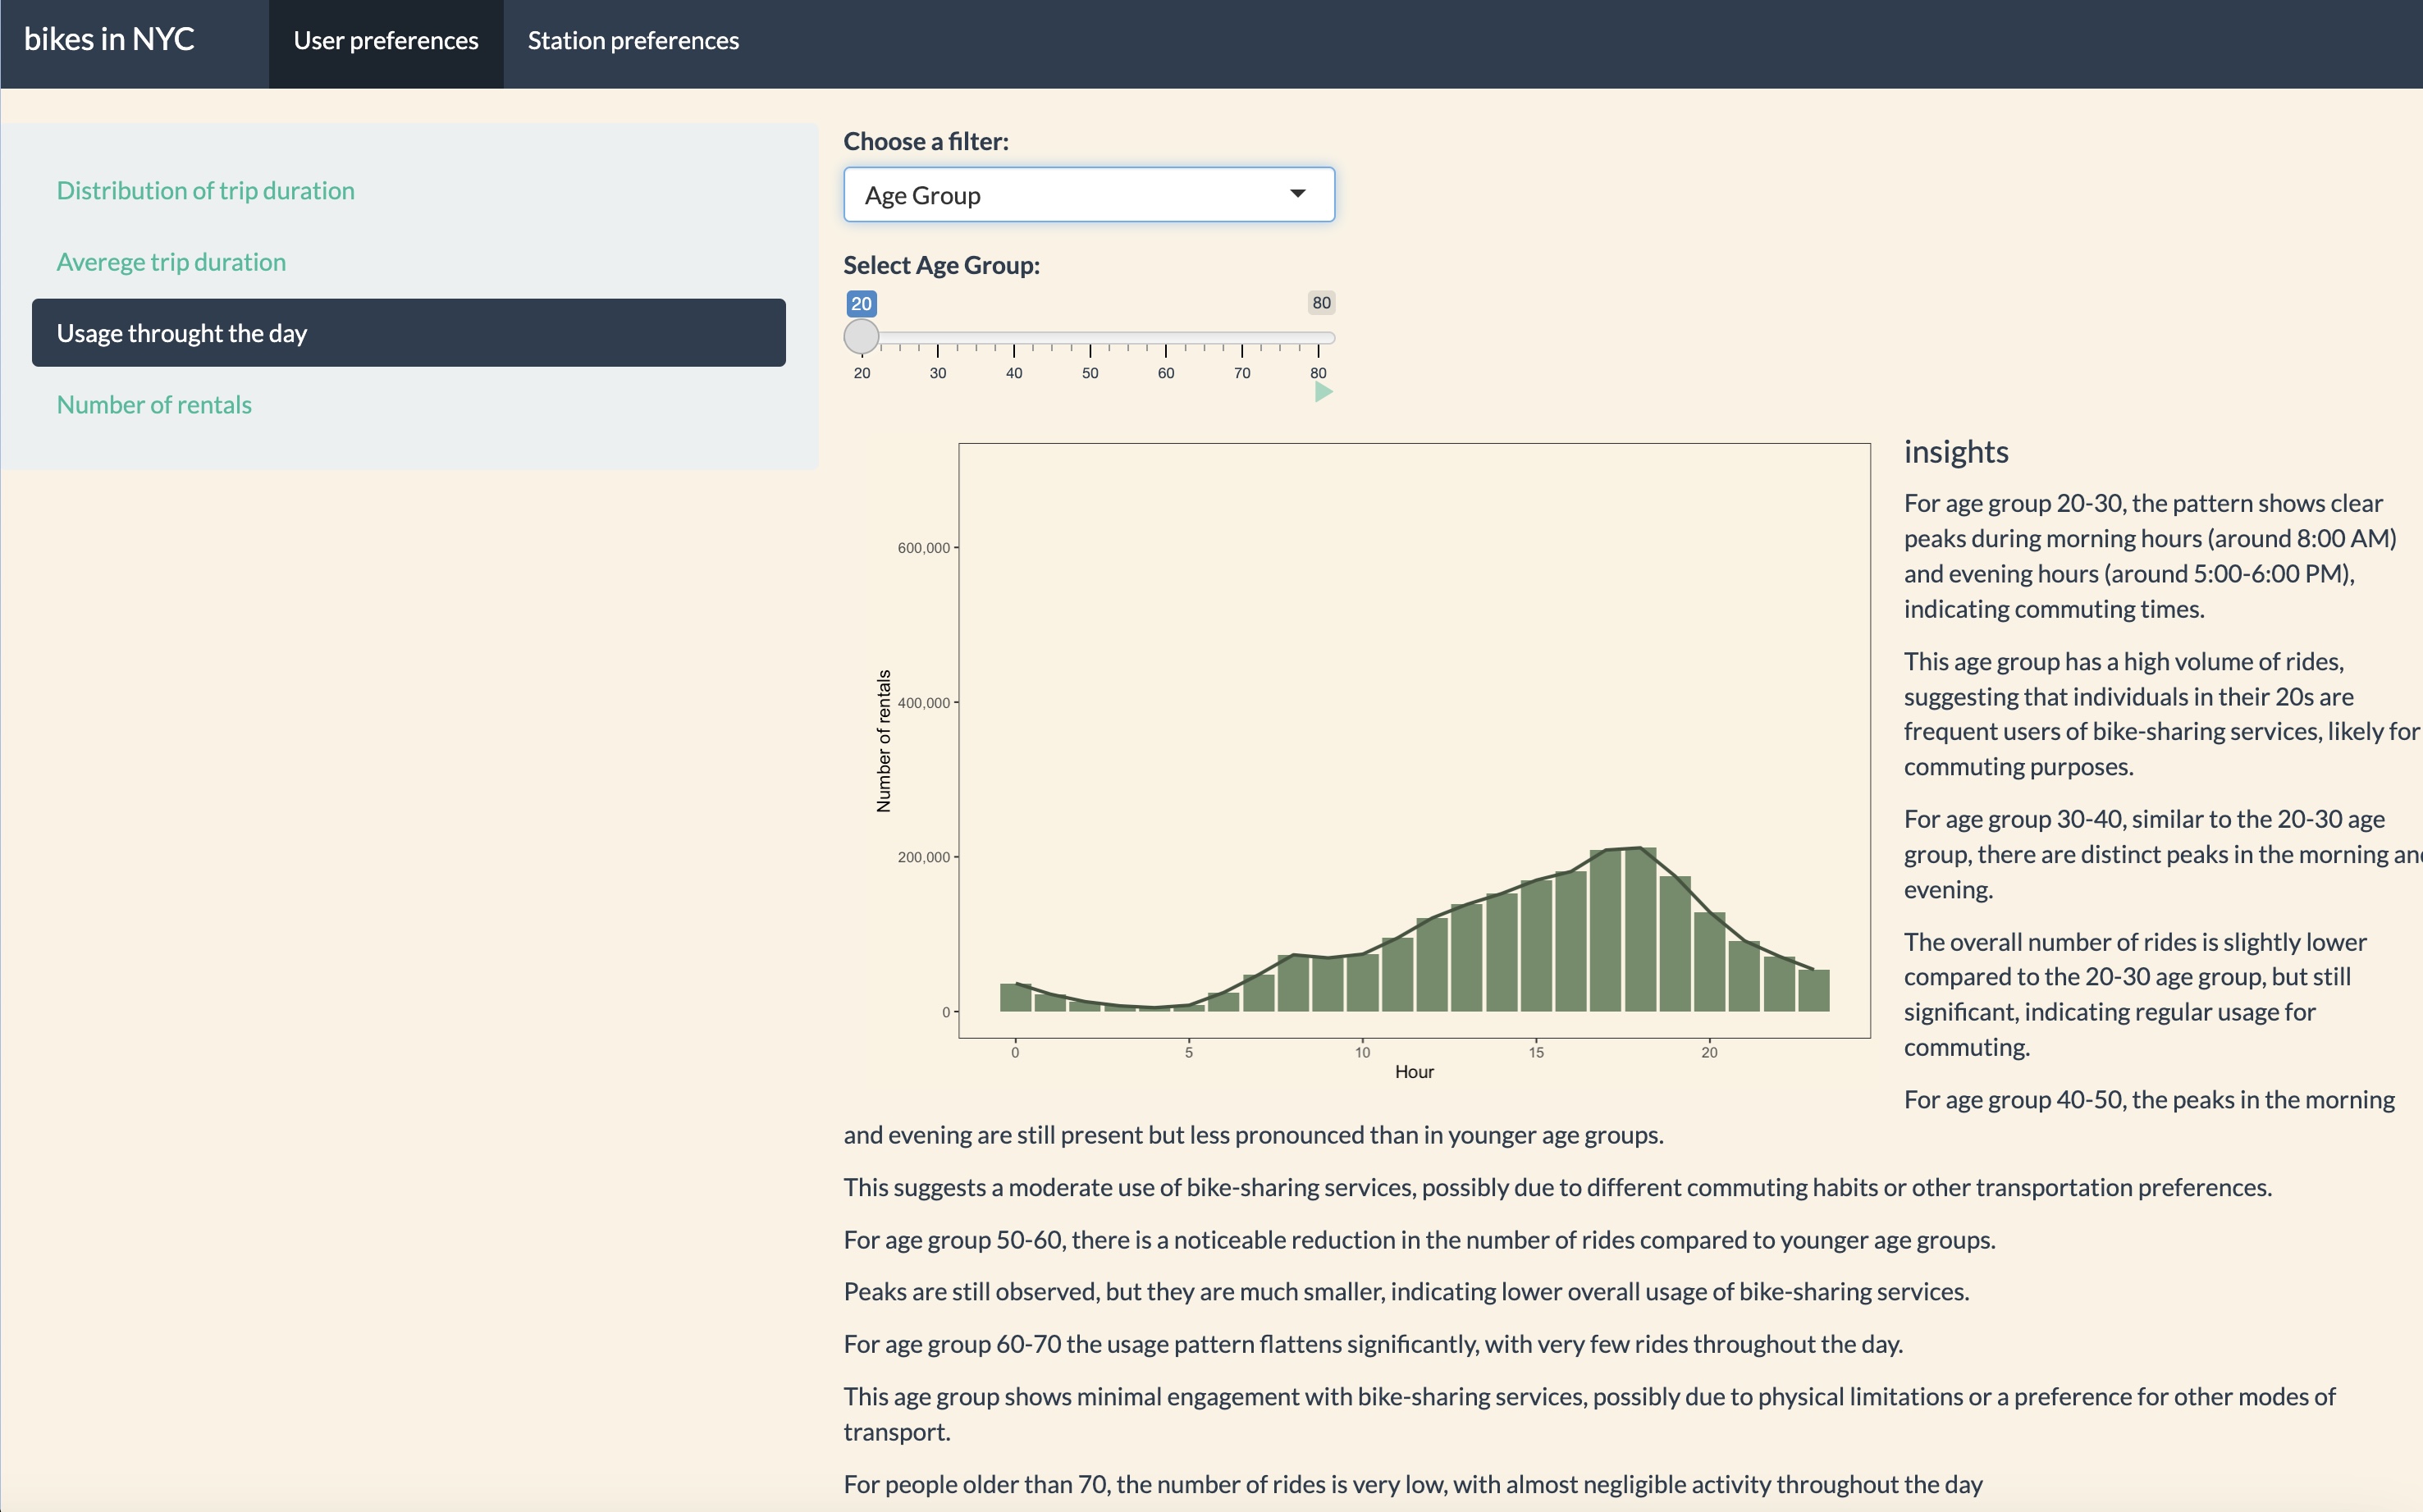 bikes in NYC
User preferences
Station preferences
Distribution of trip duration
Averege trip duration
Usage throught the day
Number of rentals
Choose a filter:
Age Group
Select Age Group:
20
80
20 30 40 50 60 70 80
600,000
400,000
200,000
0
Number of rentals
0 5 10 15 20
Hour
insights
For age group 20-30, the pattern shows clear
peaks during morning hours (around 8:00 AM)
and evening hours (around 5:00-6:00 PM),
indicating commuting times.
This age group has a high volume of rides,
suggesting that individuals in their 20s are
frequent users of bike-sharing services, likely for
commuting purposes.
For age group 30-40, similar to the 20-30 age
group, there are distinct peaks in the morning and
evening.
The overall number of rides is slightly lower
compared to the 20-30 age group, but still
significant, indicating regular usage for
commuting.
For age group 40-50, the peaks in the morning
and evening are still present but less pronounced than in younger age groups.
This suggests a moderate use of bike-sharing services, possibly due to different commuting habits or other transportation preferences.
For age group 50-60, there is a noticeable reduction in the number of rides compared to younger age groups.
Peaks are still observed, but they are much smaller, indicating lower overall usage of bike-sharing services.
For age group 60-70 the usage pattern flattens significantly, with very few rides throughout the day.
This age group shows minimal engagement with bike-sharing services, possibly due to physical limitations or a preference for other modes of
transport.
For people older than 70, the number of rides is very low, with almost negligible activity throughout the day